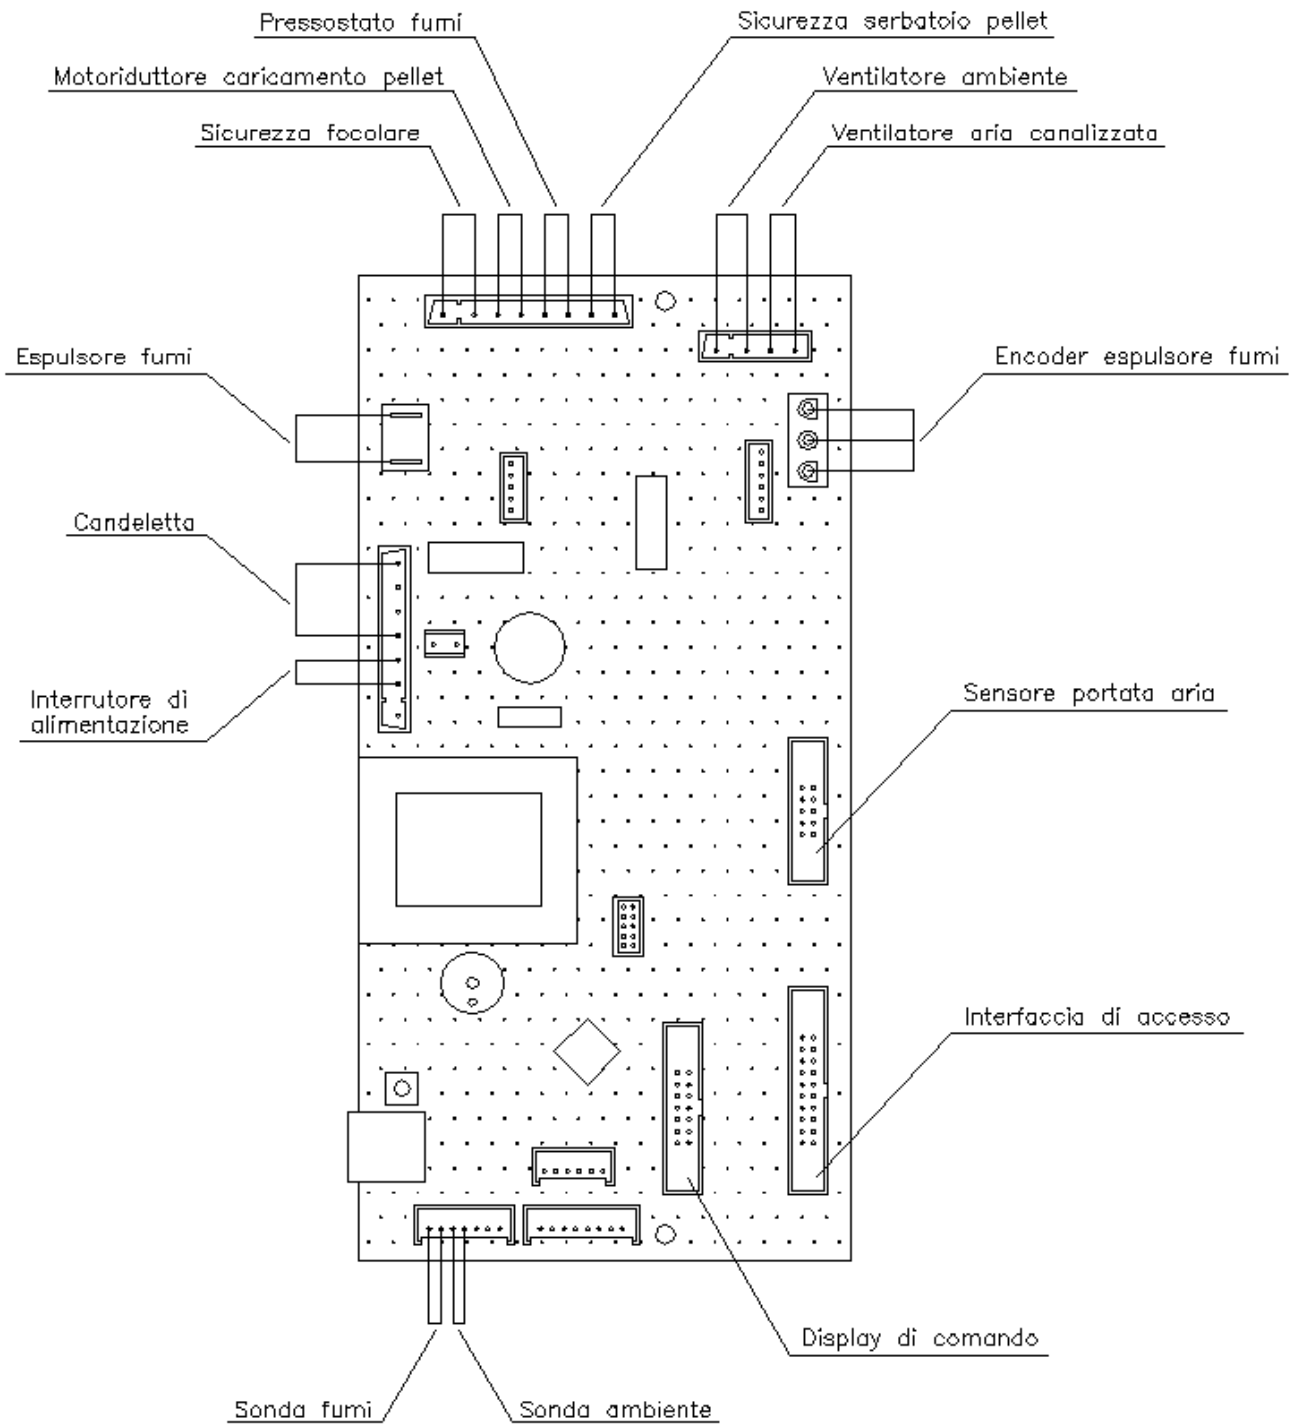 Pressostato fumi
Sicurezza serbatoio pellet
Motoriduttore caricamento pellet
Ventilatore ambiente
Sicurezza focolare
Ventilatore aria canalizzata
Espulsore fumi
Encoder espulsore fumi
Candeletta
Interrutore di
alimentazione
Sensore portata aria
Interfaccia di accesso
Display di comando
Sonda fumi
Sonda ambiente